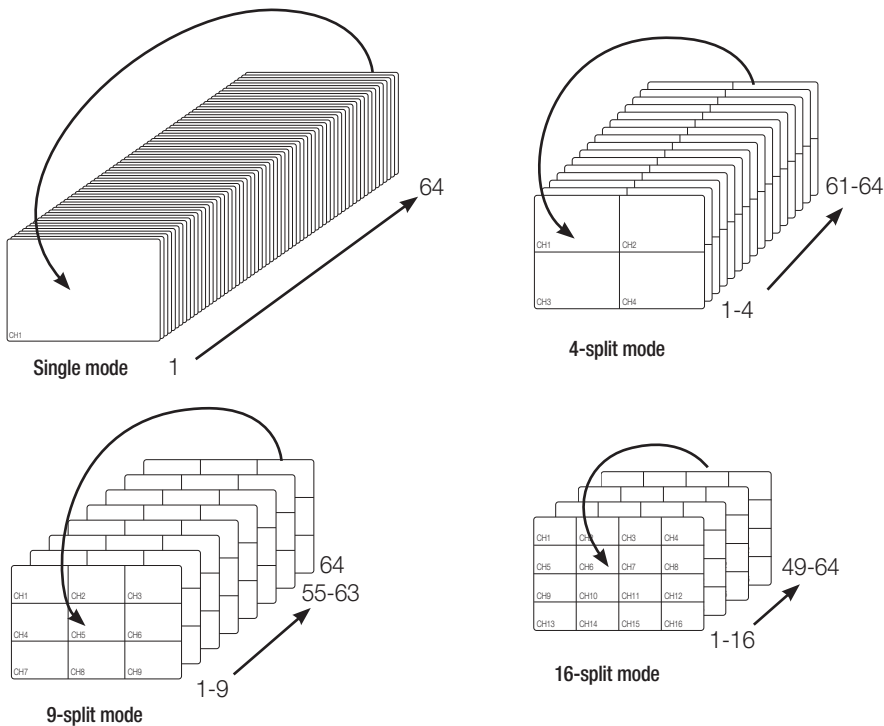 64
CH1
Single mode
1
61-64
CH1 CH2
CH3 CH4
1-4
4-split mode
64
55-63
CH1 CH2 CH3
CH4 CH5 CH6
CH7 CH8 CH9
1-9
9-split mode
49-64
CH1 CH2 CH3 CH4
CH5 CH6 CH7 CH8
CH9 CH10 CH11 CH12
CH13 CH14 CH15 CH16
1-16
16-split mode